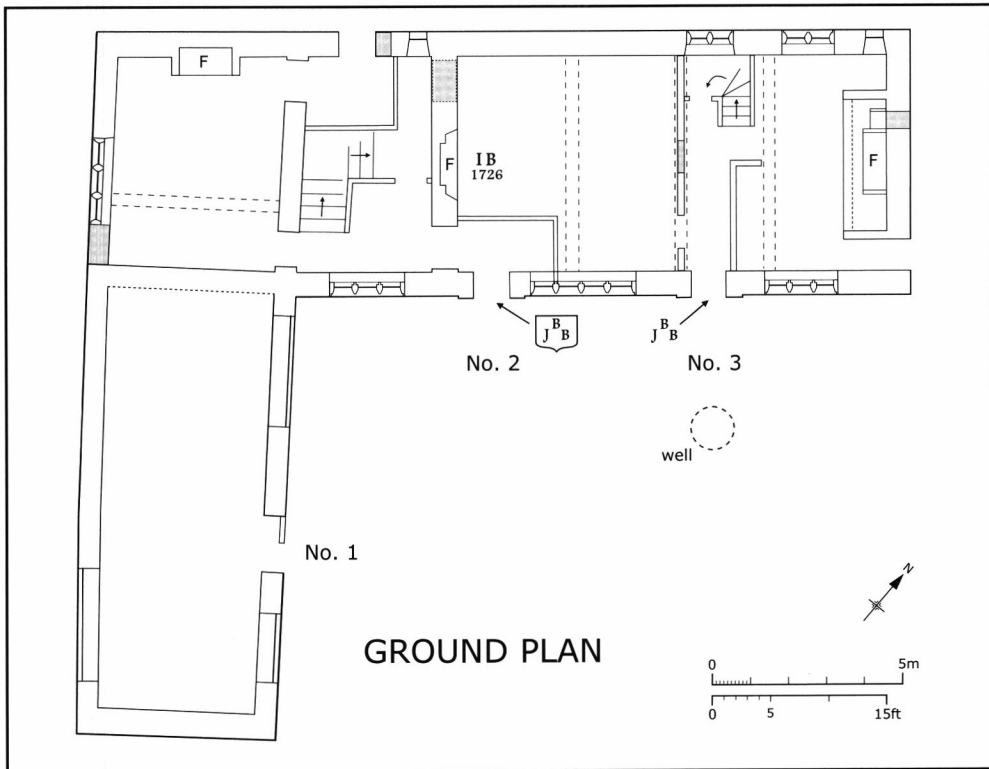 F
F
I B
1726
F
J B B
J B B
No. 2
No. 3
well
No. 1
N
GROUND PLAN
0 5m
0 5 15ft